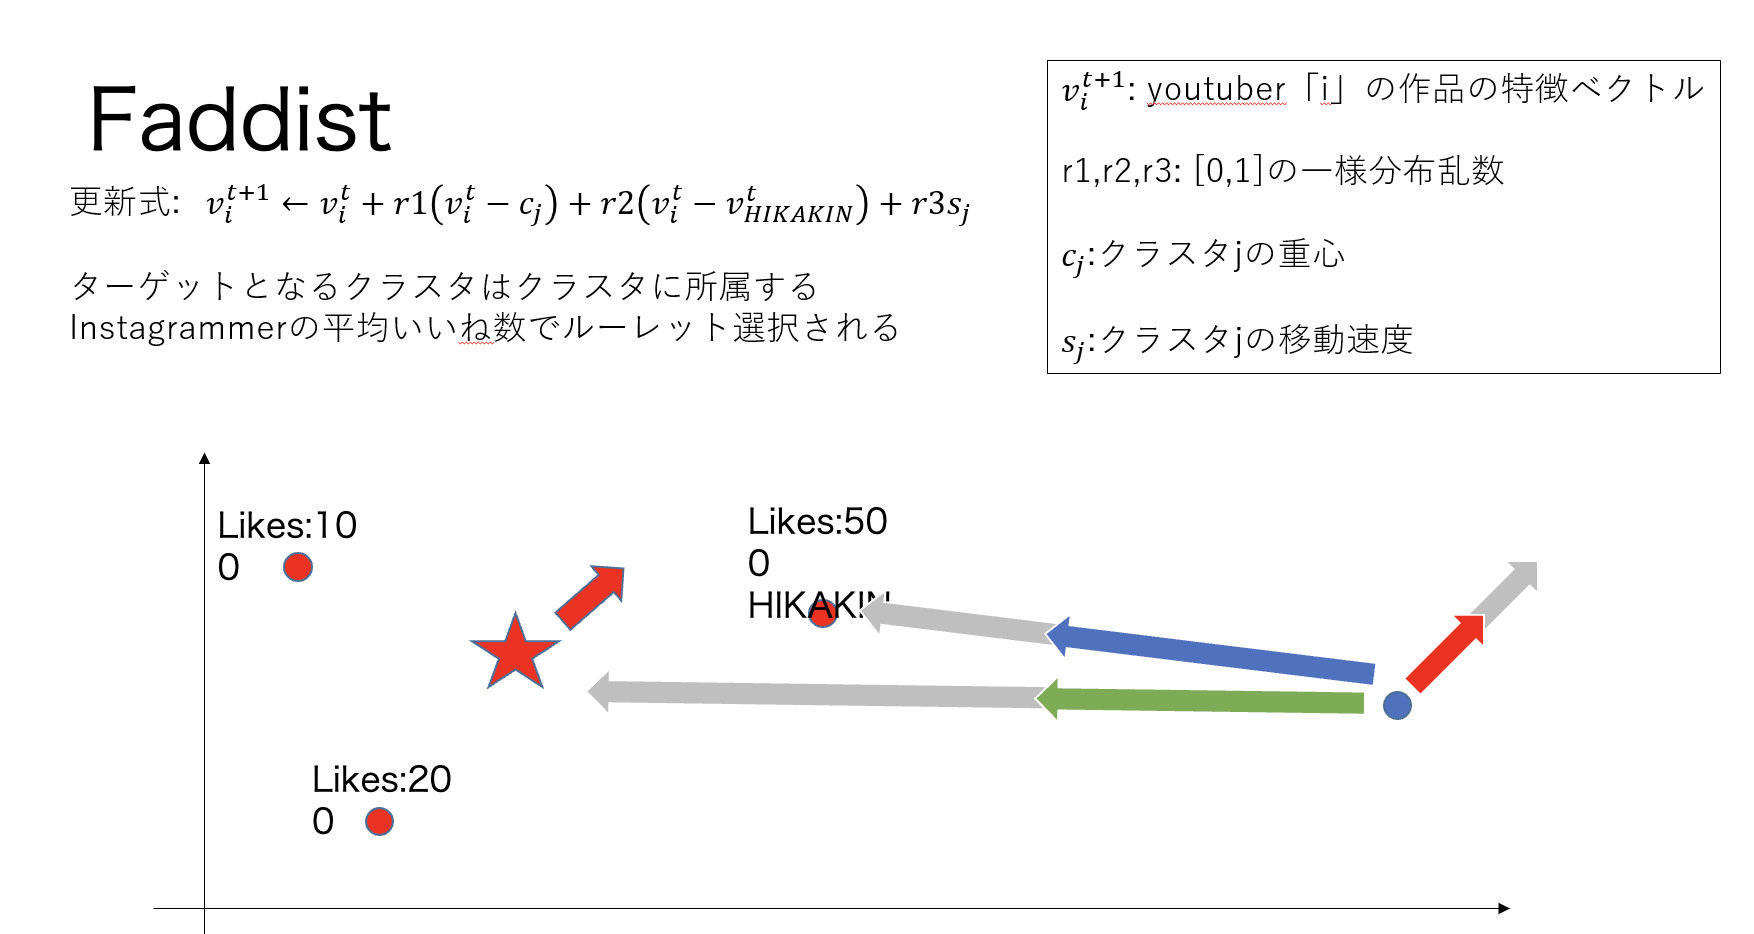 Faddist
更新式: v_i^{t+1} ← v_i^t + r1(v_i^t − c_j) + r2(v_i^t − v_{HIKAKIN}^t) + r3s_j
ターゲットとなるクラスタはクラスタに所属する
Instagrammerの平均いいね数でルーレット選択される
v_i^{t+1}: youtuber「i」の作品の特徴ベクトル
r1,r2,r3: [0,1]の一様分布乱数
c_j:クラスタjの重心
s_j:クラスタjの移動速度
Likes:10
0
Likes:50
0
HIKAKIN
Likes:20
0